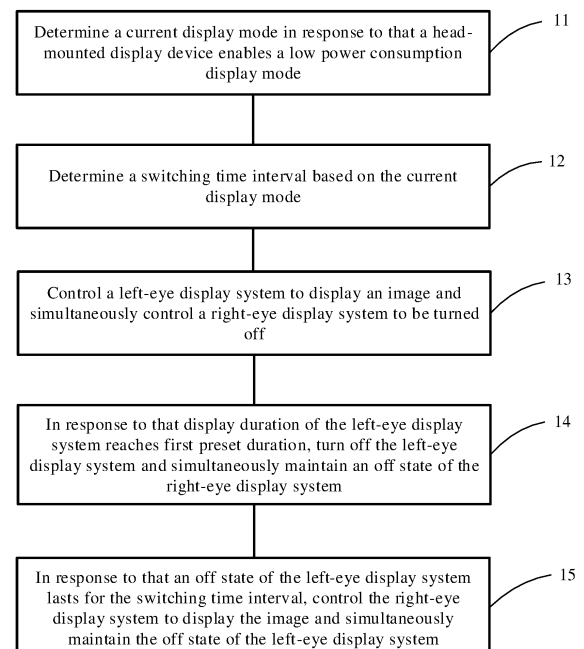 Determine a current display mode in response to that a head-
mounted display device enables a low power consumption
display mode
11
Determine a switching time interval based on the current
display mode
12
Control a left-eye display system to display an image and
simultaneously control a right-eye display system to be turned
off
13
In response to that display duration of the left-eye display
system reaches first preset duration, turn off the left-eye
display system and simultaneously maintain an off state of the
right-eye display system
14
In response to that an off state of the left-eye display system
lasts for the switching time interval, control the right-eye
display system to display the image and simultaneously
maintain the off state of the left-eye display system
15